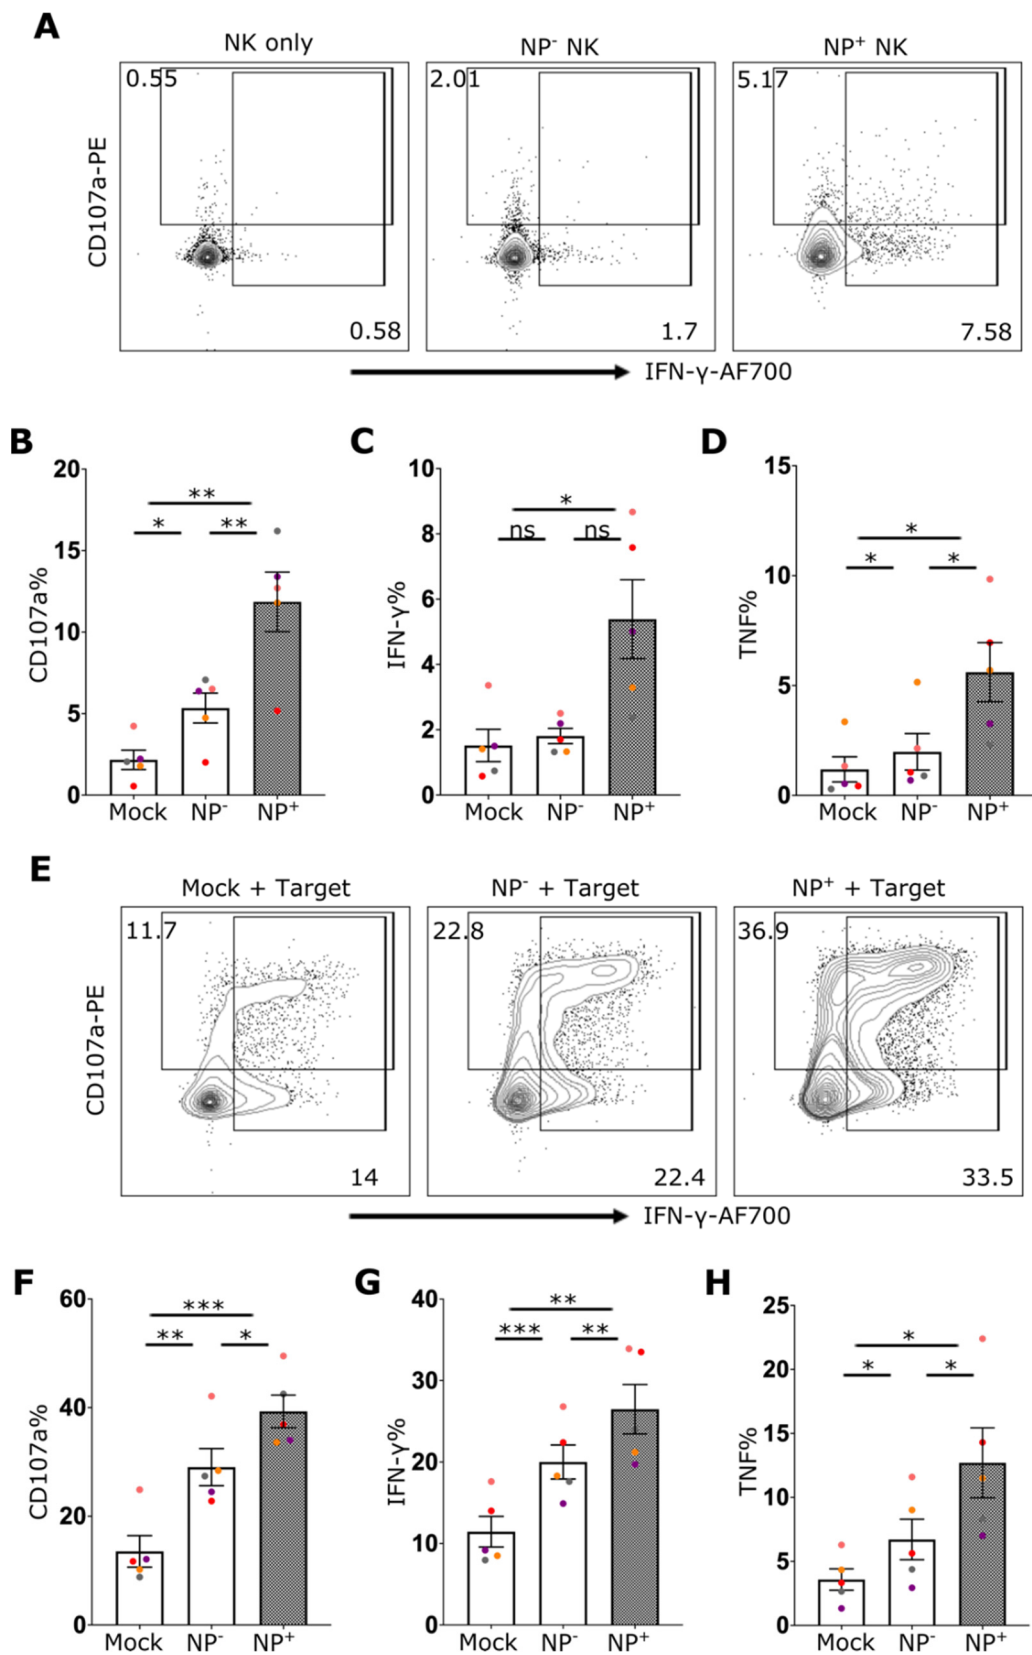 A
NK only
NP⁻ NK
NP⁺ NK
0.55
2.01
5.17
CD107a-PE
0.58
1.7
7.58
IFN-γ-AF700
B
C
D
20
15
10
5
0
CD107a%
**
*
**
Mock
NP⁻
NP⁺
10
8
6
4
2
0
IFN-γ%
*
ns
ns
Mock
NP⁻
NP⁺
15
10
5
0
TNF%
*
*
*
Mock
NP⁻
NP⁺
E
Mock + Target
NP⁻ + Target
NP⁺ + Target
11.7
22.8
36.9
CD107a-PE
14
22.4
33.5
IFN-γ-AF700
F
G
H
60
40
20
0
CD107a%
***
**
*
Mock
NP⁻
NP⁺
40
30
20
10
0
IFN-γ%
**
***
**
Mock
NP⁻
NP⁺
25
20
15
10
5
0
TNF%
*
*
*
Mock
NP⁻
NP⁺